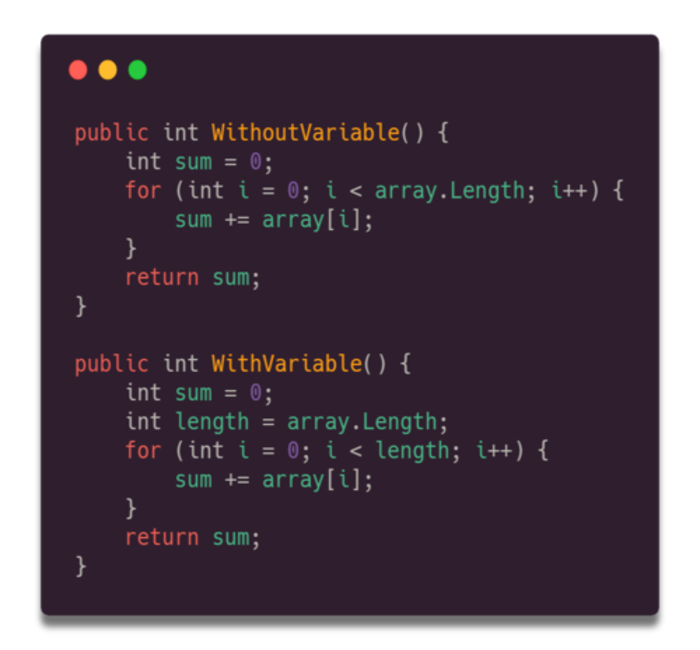 public int WithoutVariable() {
    int sum = 0;
    for (int i = 0; i < array.Length; i++) {
        sum += array[i];
    }
    return sum;
}

public int WithVariable() {
    int sum = 0;
    int length = array.Length;
    for (int i = 0; i < length; i++) {
        sum += array[i];
    }
    return sum;
}